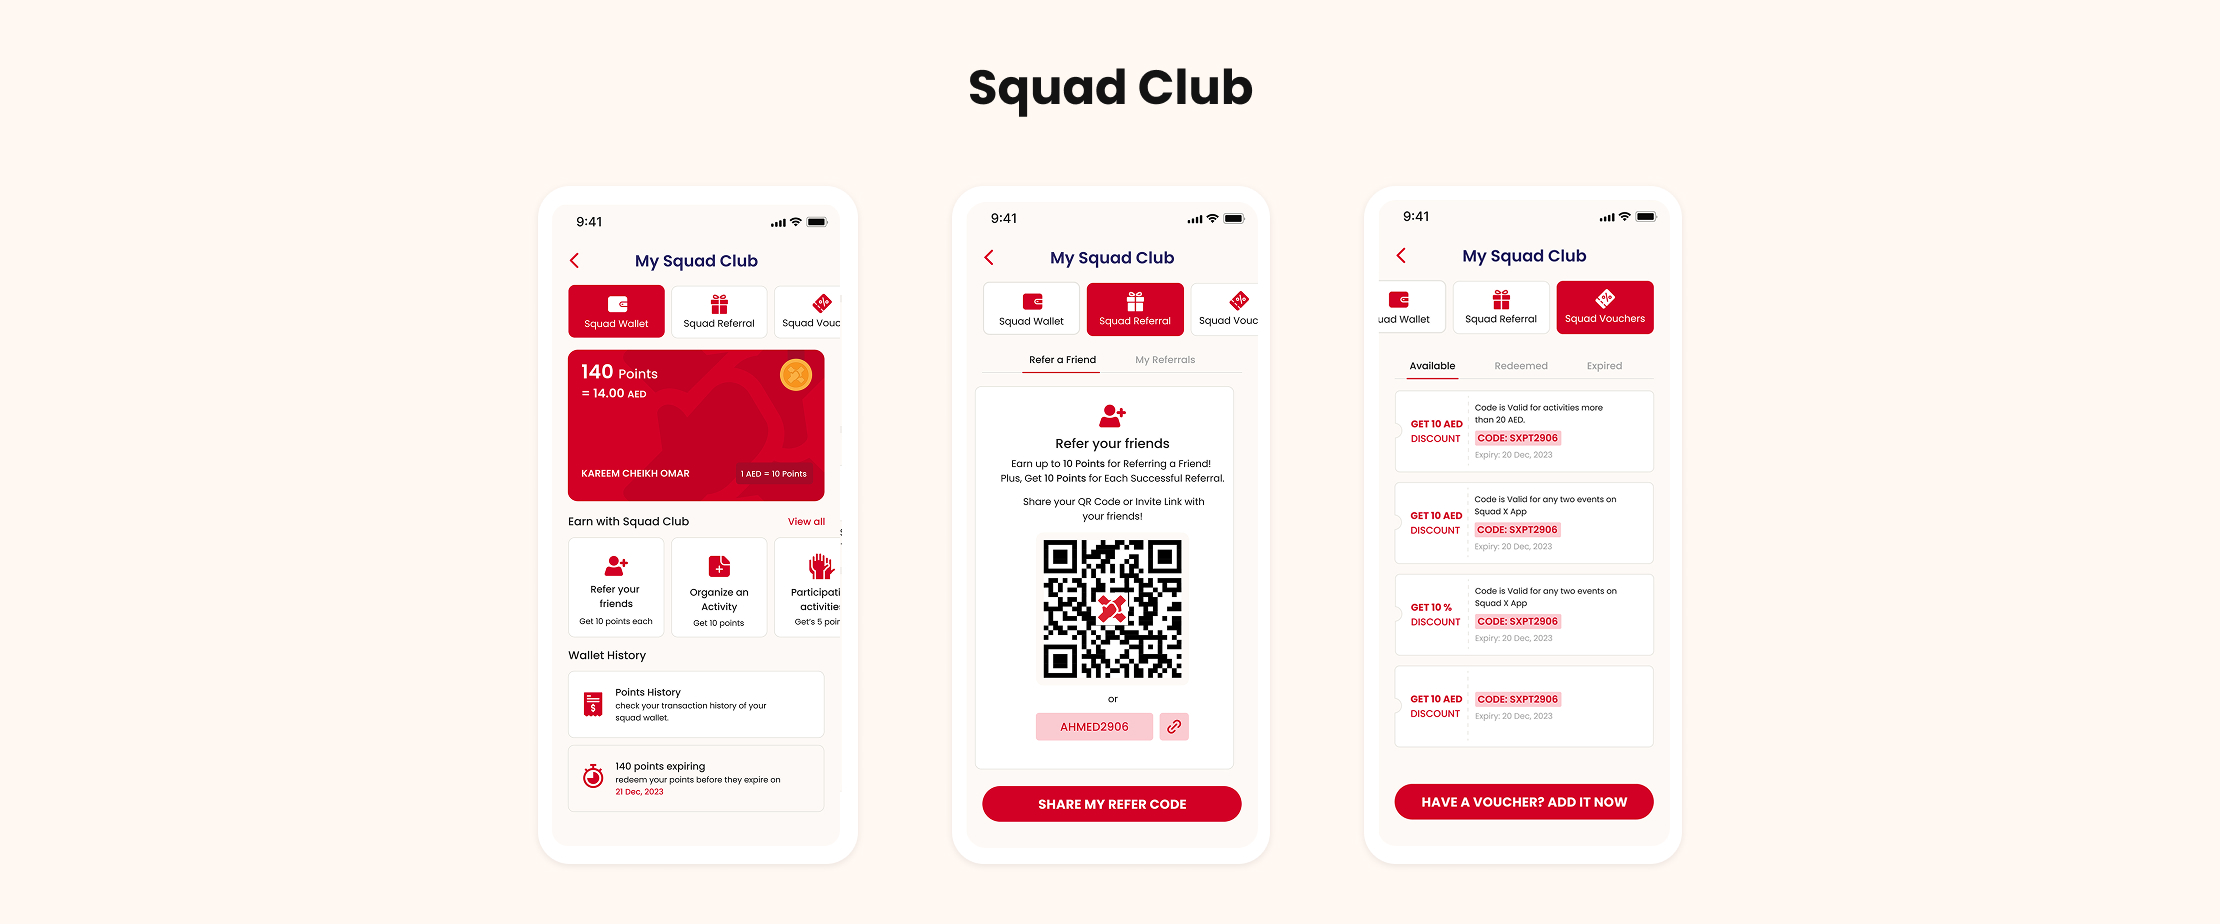 Squad Club
9:41
My Squad Club
Squad Wallet
Squad Referral
Squad Vouc
140 Points
= 14.00 AED
KAREEM CHEIKH OMAR
1 AED = 10 Points
Earn with Squad Club
View all
Refer your
friends
Get 10 points each
Organize an
Activity
Get 10 points
Participati
activities
Get's 5 poin
Wallet History
Points History
check your transaction history of your
squad wallet.
140 points expiring
redeem your points before they expire on
21 Dec, 2023
9:41
My Squad Club
Squad Wallet
Squad Referral
Squad Vouc
Refer a Friend
My Referrals
Refer your friends
Earn up to 10 Points for Referring a Friend!
Plus, Get 10 Points for Each Successful Referral.
Share your QR Code or Invite Link with
your friends!
or
AHMED2906
SHARE MY REFER CODE
9:41
My Squad Club
uad Wallet
Squad Referral
Squad Vouchers
Available
Redeemed
Expired
GET 10 AED
DISCOUNT
Code is Valid for activities more
than 20 AED.
CODE: SXPT2906
Expiry: 20 Dec, 2023
GET 10 AED
DISCOUNT
Code is Valid for any two events on
Squad X App
CODE: SXPT2906
Expiry: 20 Dec, 2023
GET 10 %
DISCOUNT
Code is Valid for any two events on
Squad X App
CODE: SXPT2906
Expiry: 20 Dec, 2023
GET 10 AED
DISCOUNT
CODE: SXPT2906
Expiry: 20 Dec, 2023
HAVE A VOUCHER? ADD IT NOW